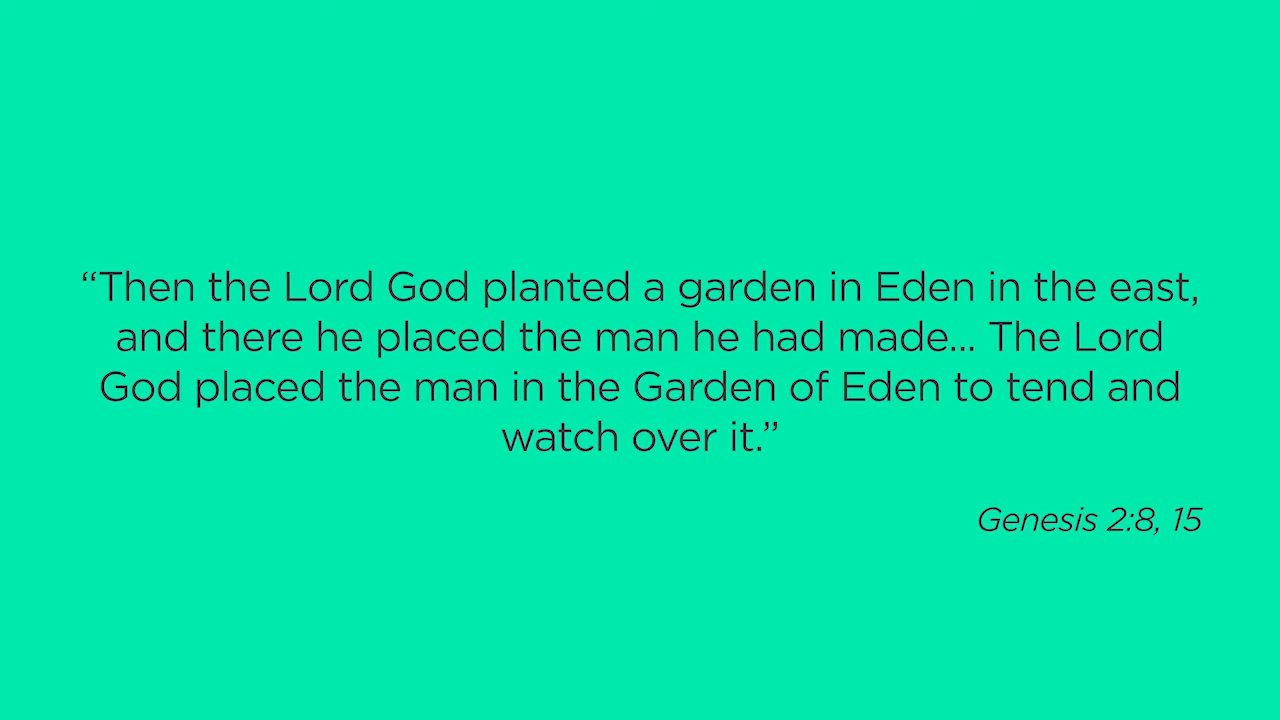 “Then the Lord God planted a garden in Eden in the east,
and there he placed the man he had made... The Lord
God placed the man in the Garden of Eden to tend and
watch over it.”
Genesis 2:8, 15